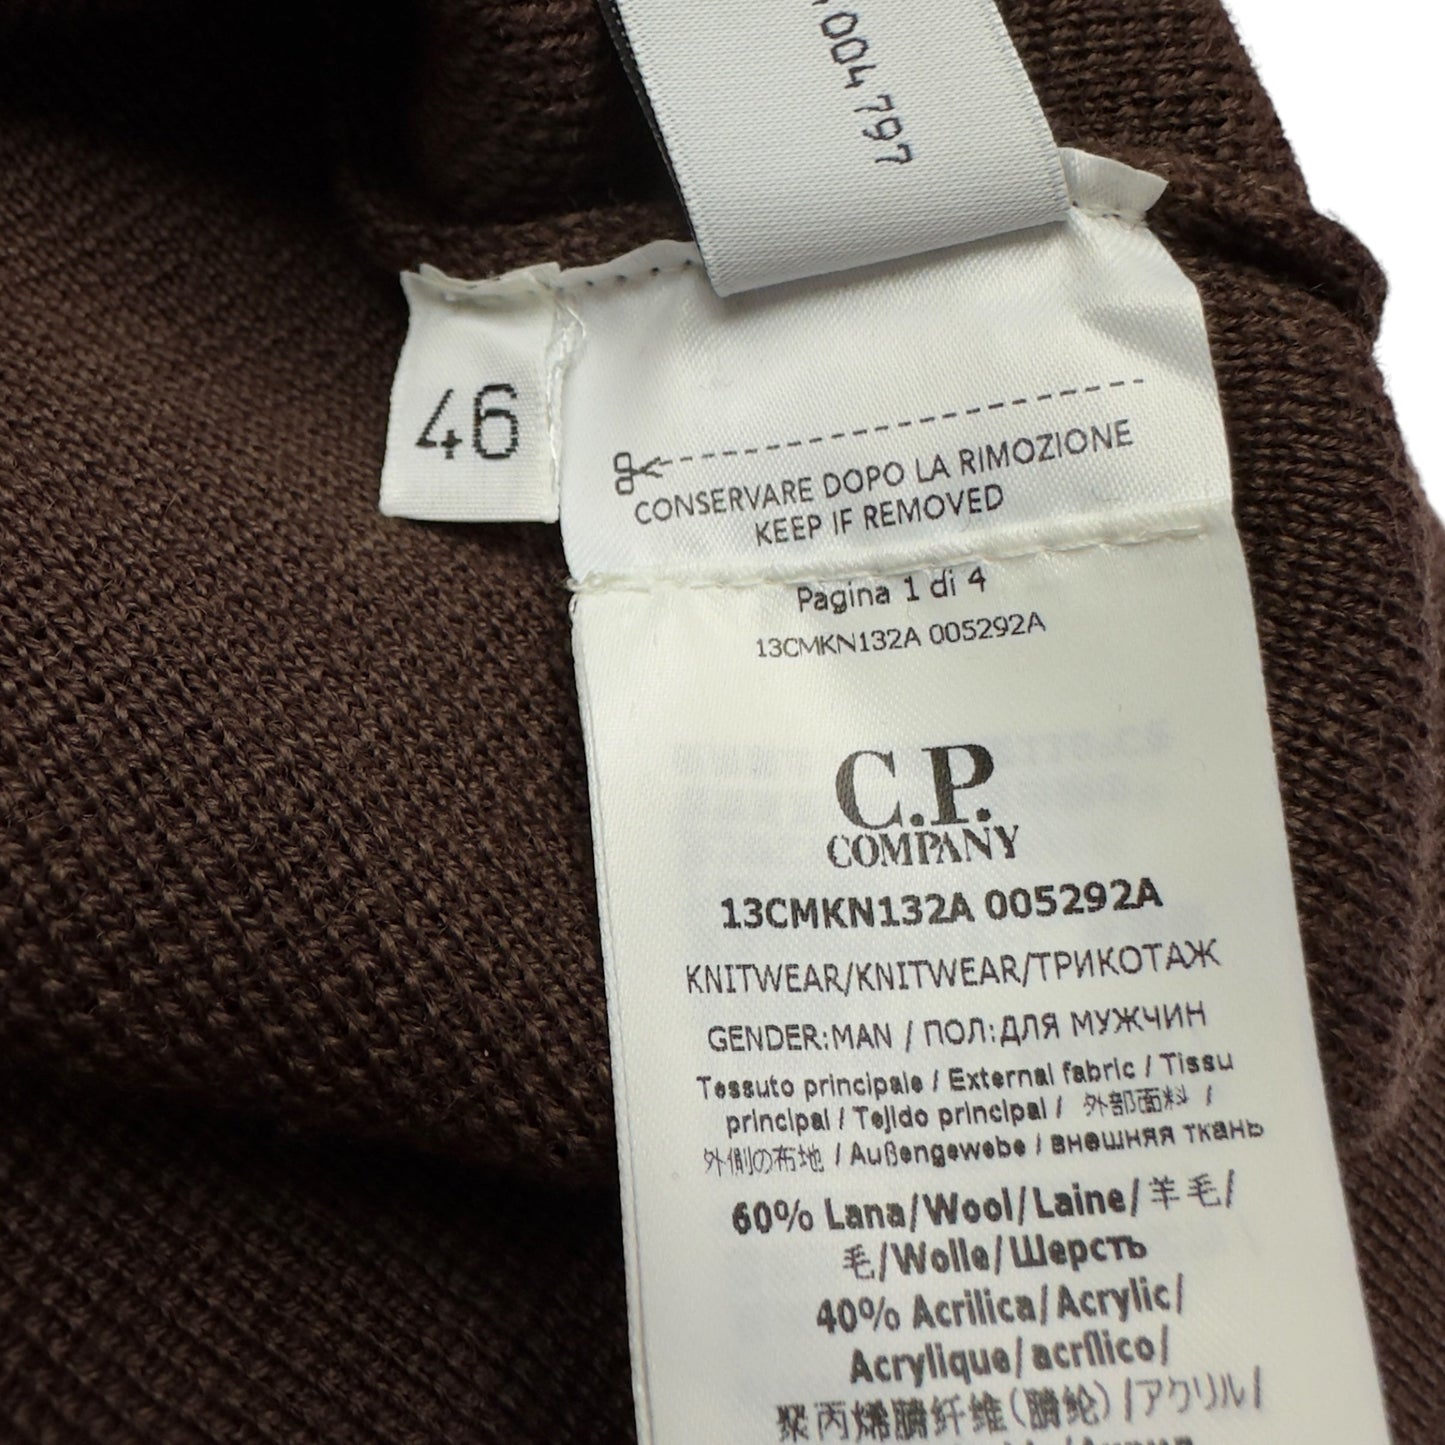 004797
46
CONSERVARE DOPO LA RIMOZIONE
KEEP IF REMOVED
Pagina 1 di 4
13CMKN132A 005292A
C.P.
COMPANY
13CMKN132A 005292A
KNITWEAR/KNITWEAR/ТРИКОТАЖ
GENDER:MAN / ПОЛ:ДЛЯ МУЖЧИН
Tessuto principale / External fabric / Tissu
principal / Tejido principal / 外部面料 /
外側の布地 / Außengewebe / внешняя ткань
60% Lana/Wool/Laine/羊毛/
毛/Wolle/Шерсть
40% Acrilica/Acrylic/
Acrylique/acrílico/
聚丙烯腈纤维(腈纶)/アクリル/